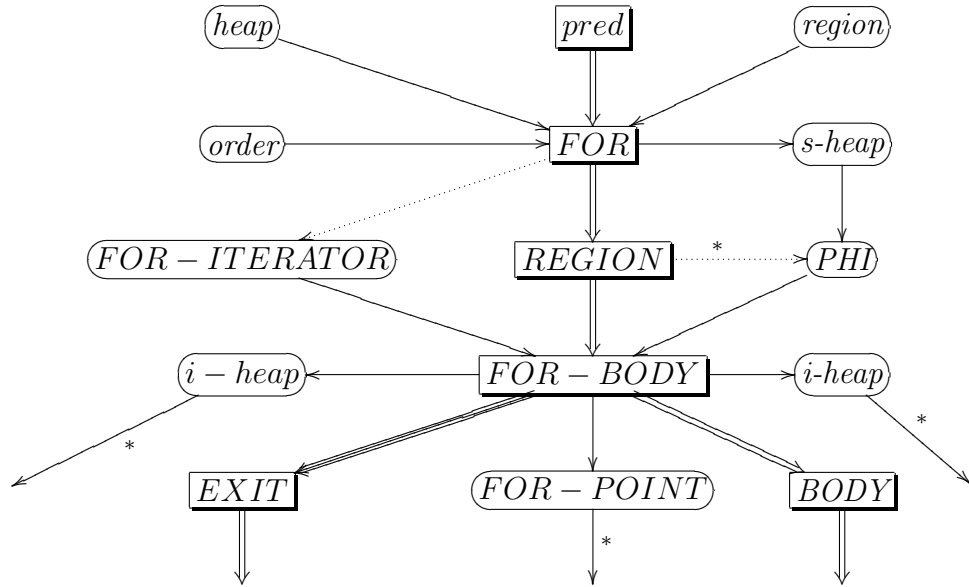 heap pred region
order FOR s-heap
FOR − ITERATOR REGION * PHI
i − heap FOR − BODY i-heap
* *
EXIT FOR − POINT BODY
*